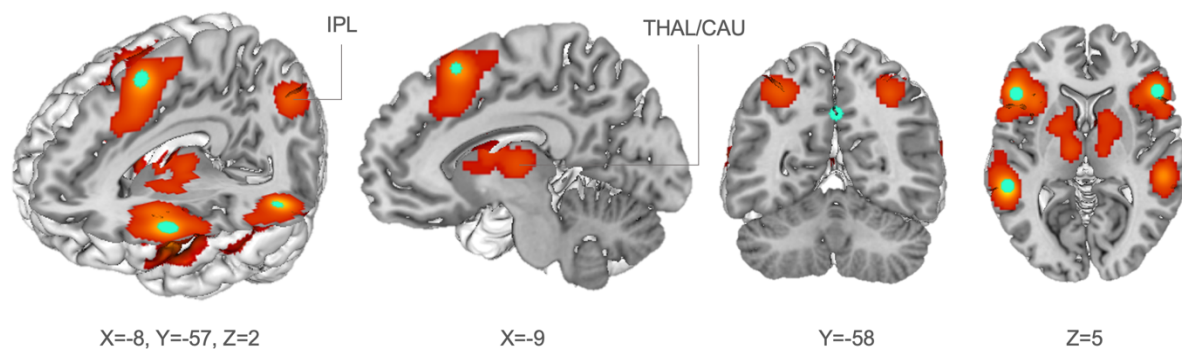 IPL
THAL/CAU
X=-8, Y=-57, Z=2
X=-9
Y=-58
Z=5